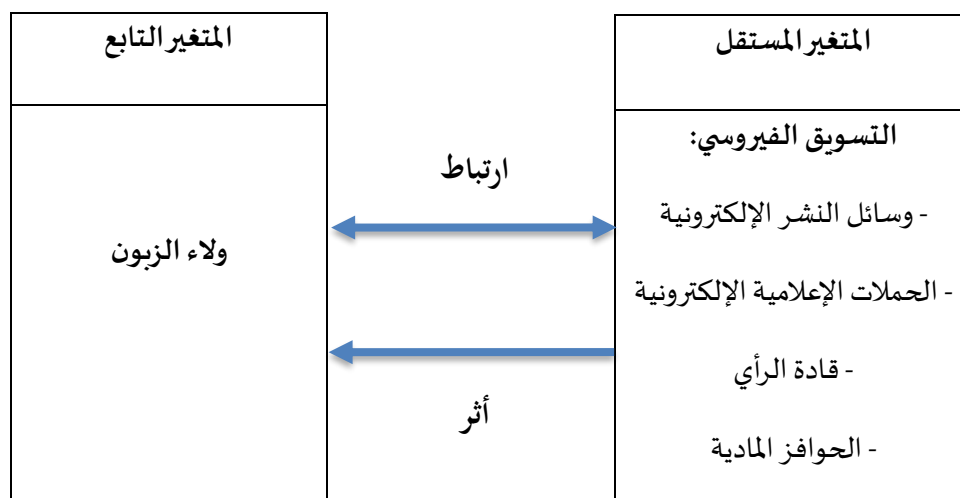 المتغير المستقل
التسويق الفيروسي:
- وسائل النشر الإلكترونية
- الحملات الإعلامية الإلكترونية
- قادة الرأي
- الحوافز المادية
ارتباط
أثر
المتغير التابع
ولاء الزبون